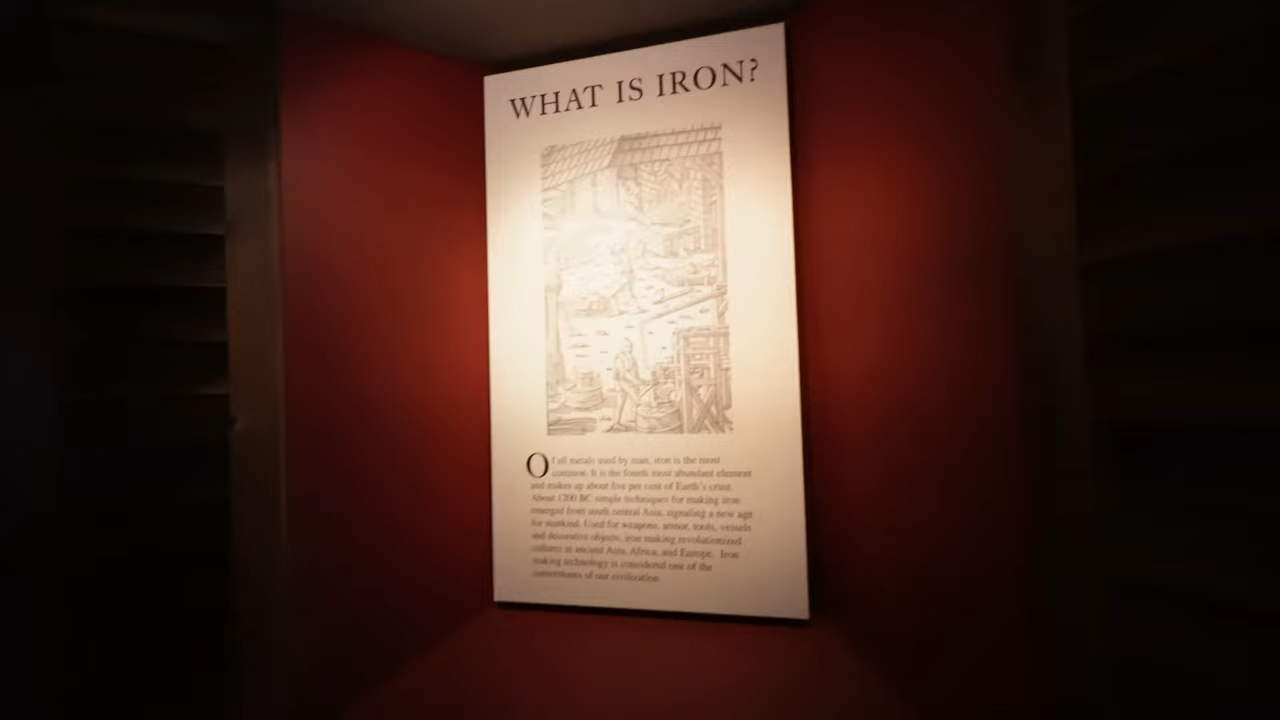 WHAT IS IRON?
Of all metals used by man, iron is the most
common. It is the fourth most abundant element
and makes up about five per cent of Earth's crust.
About 1200 BC simple techniques for making iron
emerged from south central Asia, signaling a new age
for mankind. Used for weapons, armor, tools, vessels
and decorative objects, iron making revolutionized
cultures in ancient Asia, Africa, and Europe. Iron
making technology is considered one of the
cornerstones of our civilization.